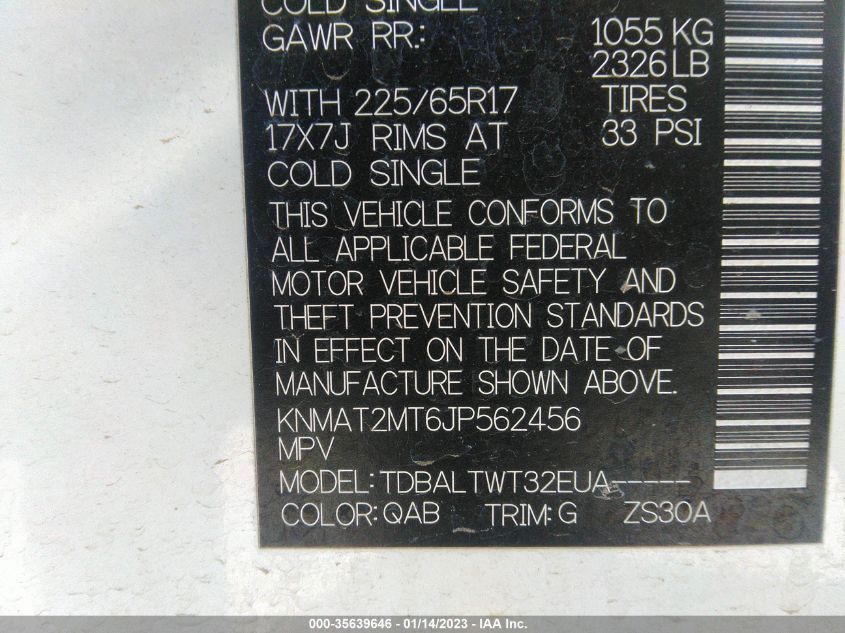 COLD SINGLE
GAWR RR.: 1055 KG
2326 LB
WITH 225/65R17 TIRES
17X7J RIMS AT 33 PSI
COLD SINGLE
THIS VEHICLE CONFORMS TO
ALL APPLICABLE FEDERAL
MOTOR VEHICLE SAFETY AND
THEFT PREVENTION STANDARDS
IN EFFECT ON THE DATE OF
MANUFACTURE SHOWN ABOVE.
KNMAT2MT6JP562456
MPV
MODEL: TDBALTWT32EUA-----
COLOR: QAB TRIM: G ZS30A
000-35639646 - 01/14/2023 - IAA Inc.